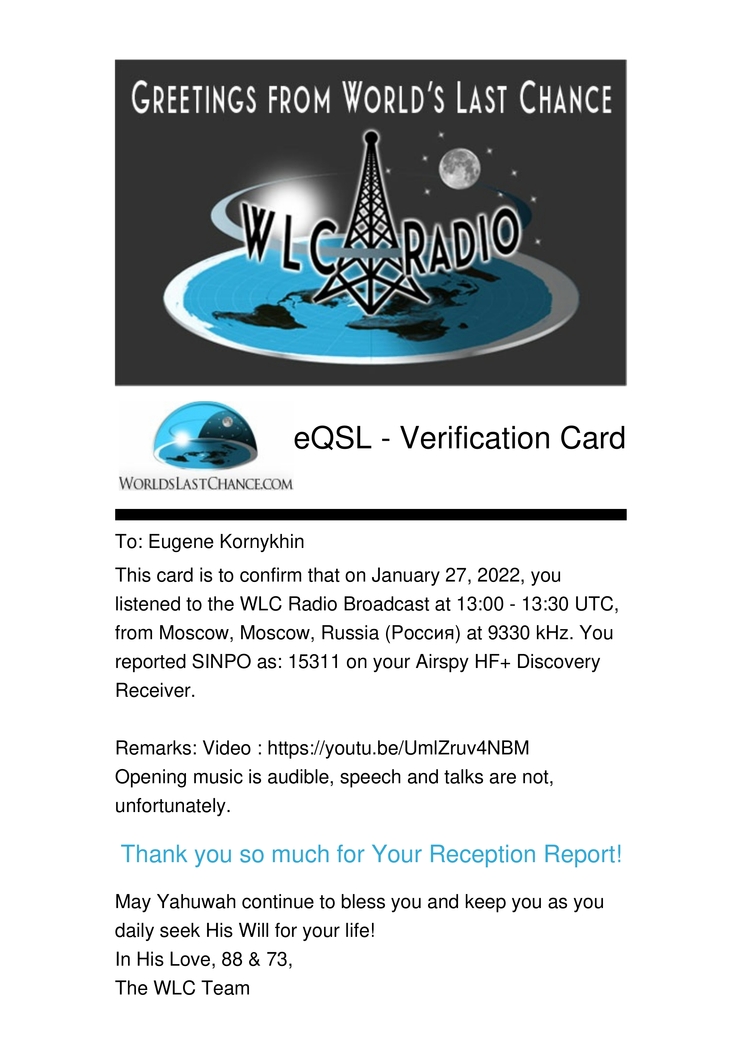 GREETINGS FROM WORLD'S LAST CHANCE
WLC RADIO
eQSL - Verification Card
WORLDSLASTCHANCE.COM
To: Eugene Kornykhin
This card is to confirm that on January 27, 2022, you
listened to the WLC Radio Broadcast at 13:00 - 13:30 UTC,
from Moscow, Moscow, Russia (Россия) at 9330 kHz. You
reported SINPO as: 15311 on your Airspy HF+ Discovery
Receiver.
Remarks: Video : https://youtu.be/UmlZruv4NBM
Opening music is audible, speech and talks are not,
unfortunately.
Thank you so much for Your Reception Report!
May Yahuwah continue to bless you and keep you as you
daily seek His Will for your life!
In His Love, 88 & 73,
The WLC Team